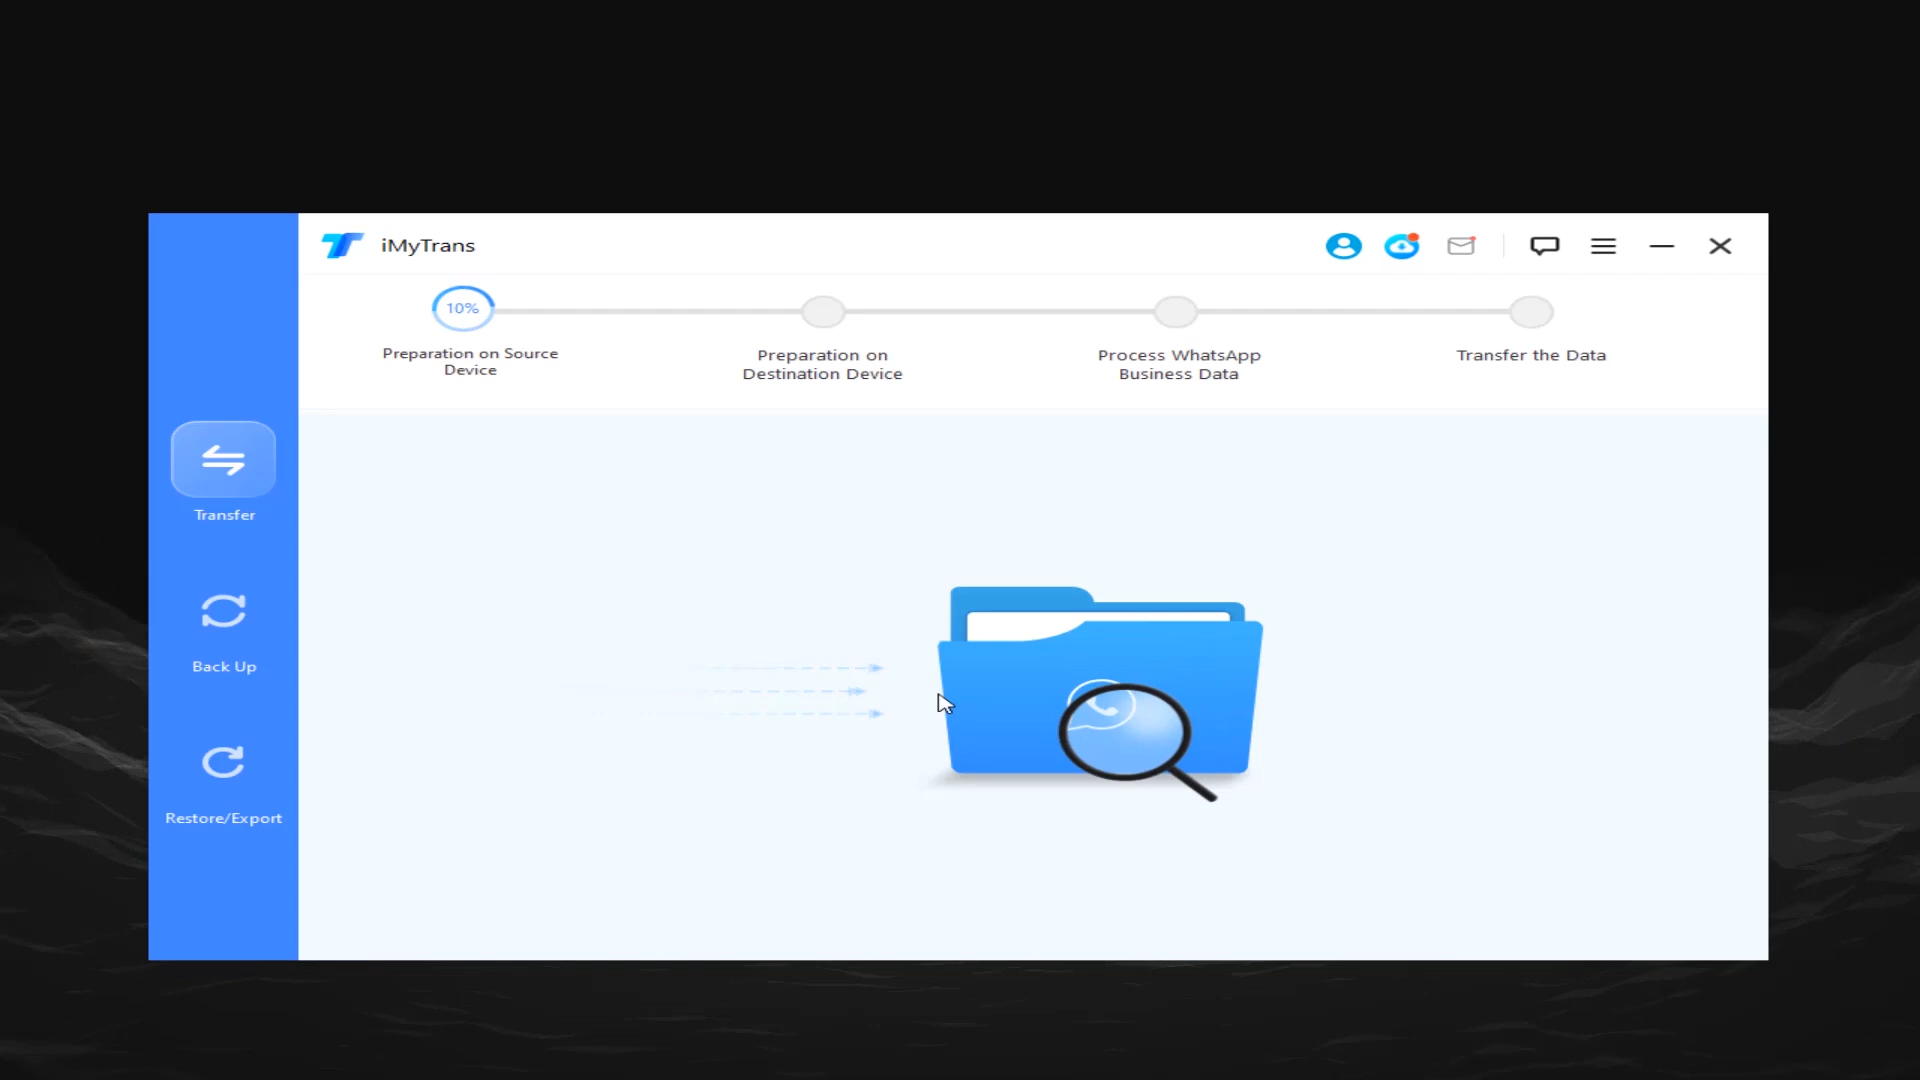 iMyTrans
10%
Preparation on Source
Device
Preparation on
Destination Device
Process WhatsApp
Business Data
Transfer the Data
Transfer
Back Up
Restore/Export